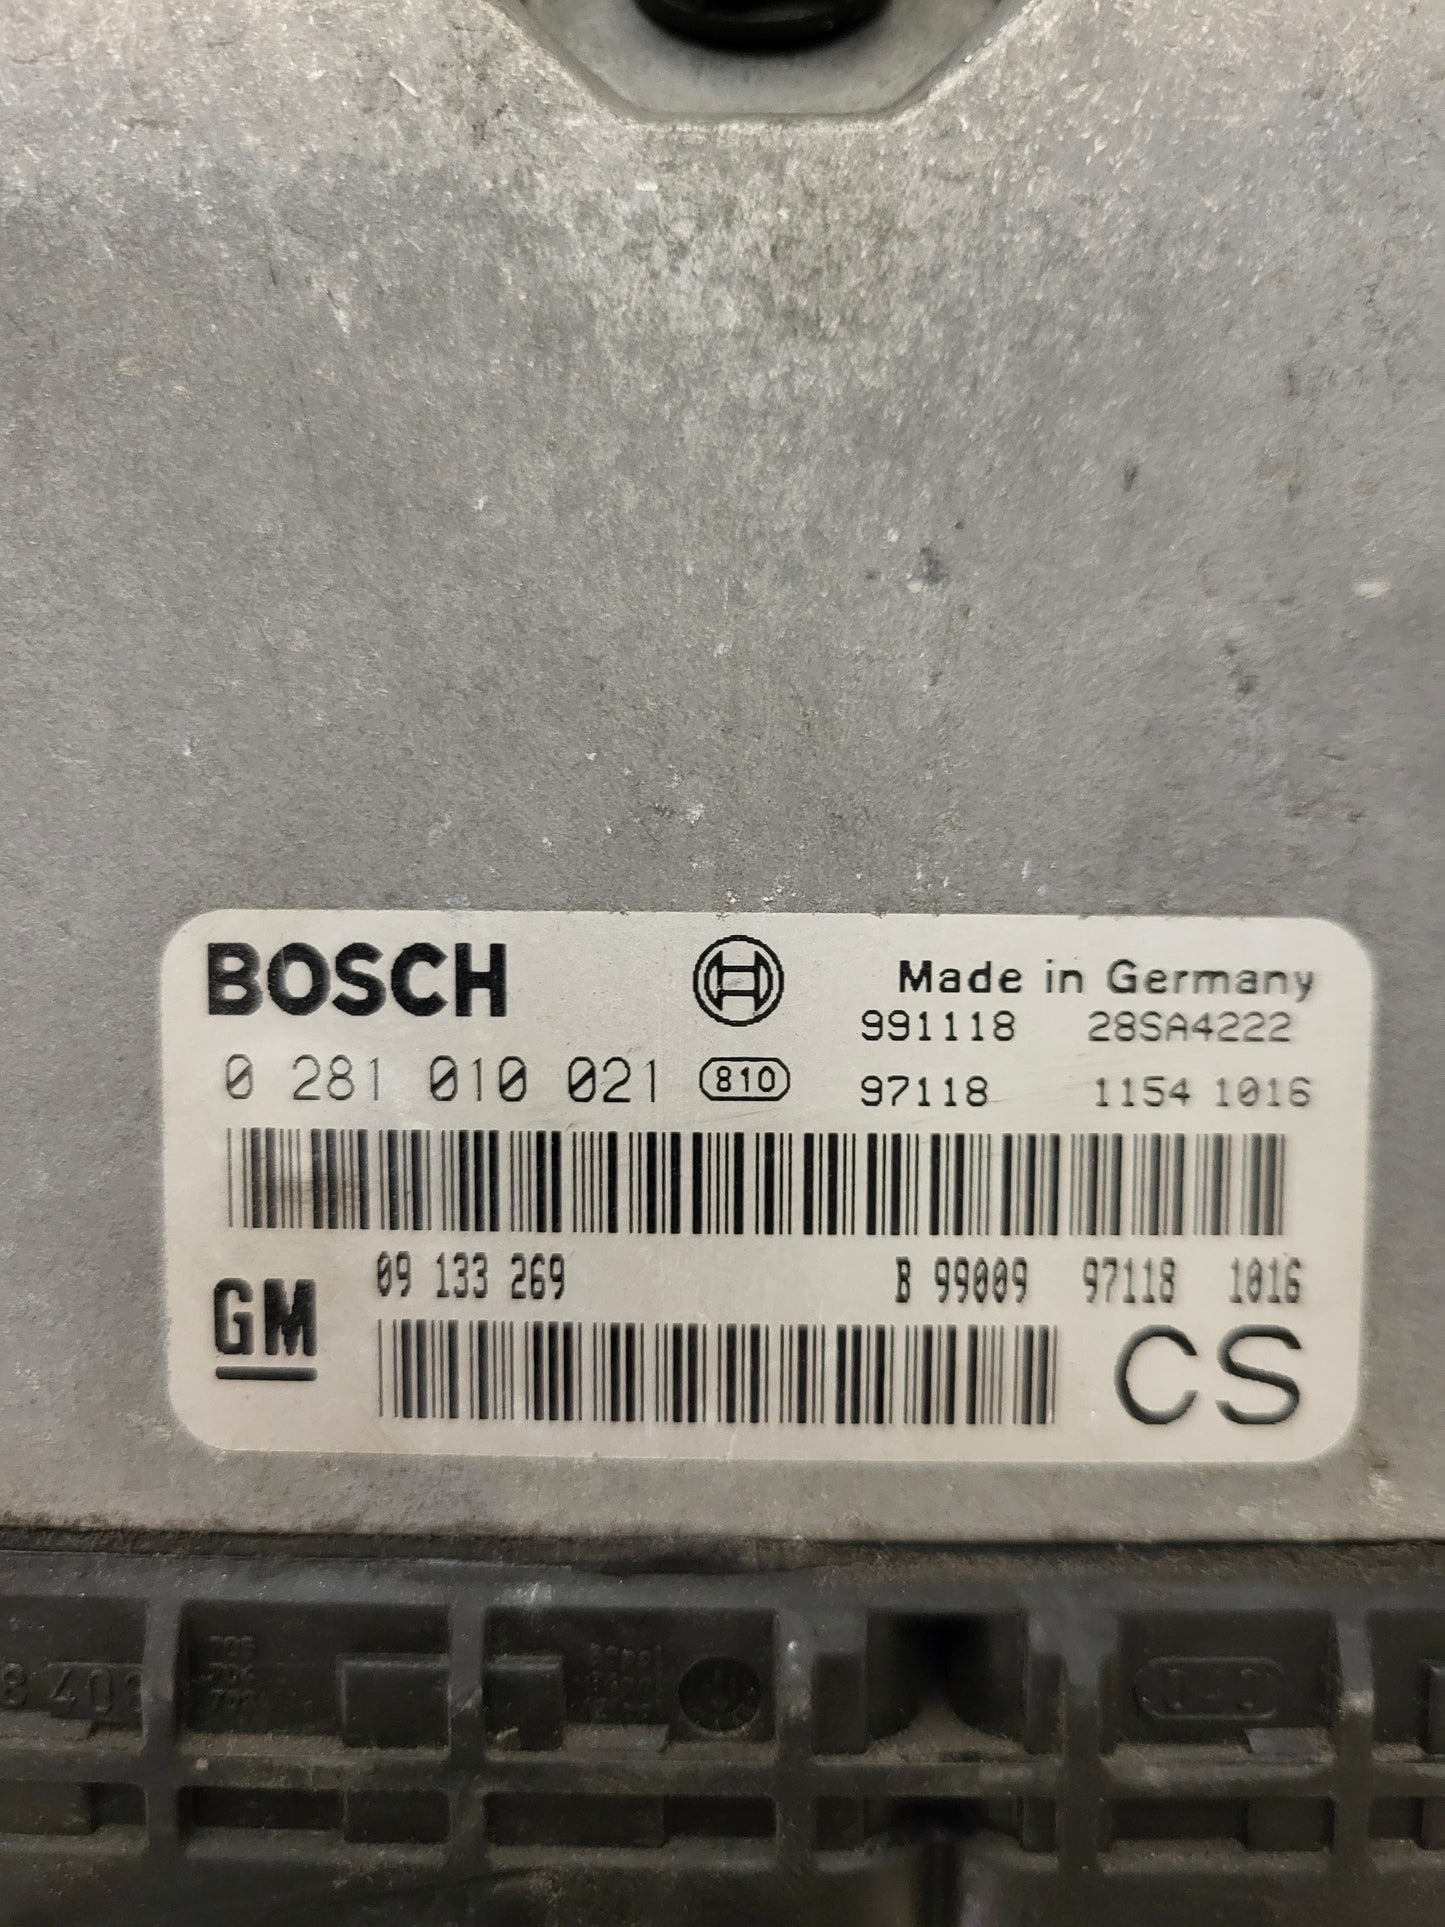 BOSCH
Made in Germany
991118 28SA4222
0 281 010 021 810 97118 1154 1016
09 133 269 B 99009 97118 1016
GM
CS